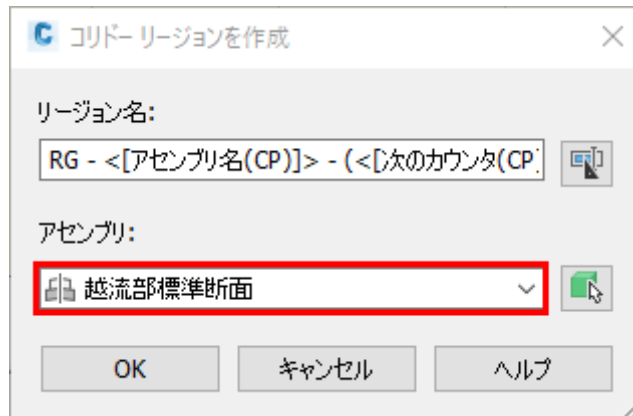 コリドー リージョンを作成
リージョン名:
RG - <[アセンブリ名(CP)]> - (<[次のカウンタ(CP)
アセンブリ:
越流部標準断面
OK キャンセル ヘルプ